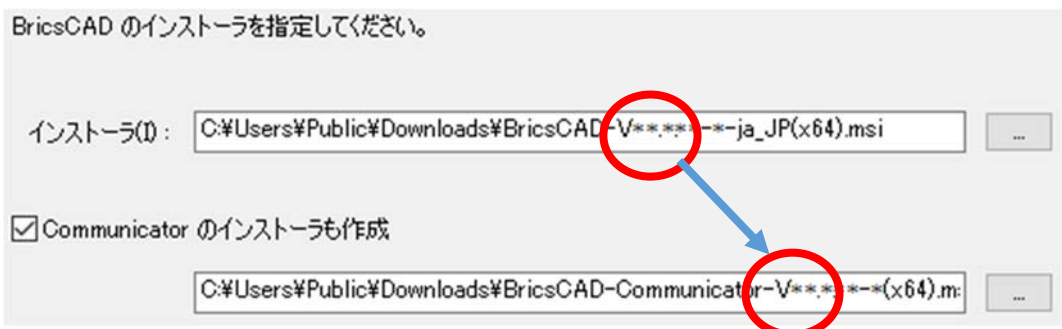 BricsCAD のインストーラを指定してください。
インストーラ(I) : C:¥Users¥Public¥Downloads¥BricsCAD-V**.*.**-*-ja_JP(x64).msi ...
Communicator のインストーラも作成
C:¥Users¥Public¥Downloads¥BricsCAD-Communicator-V**.*.**-*(x64).m ...